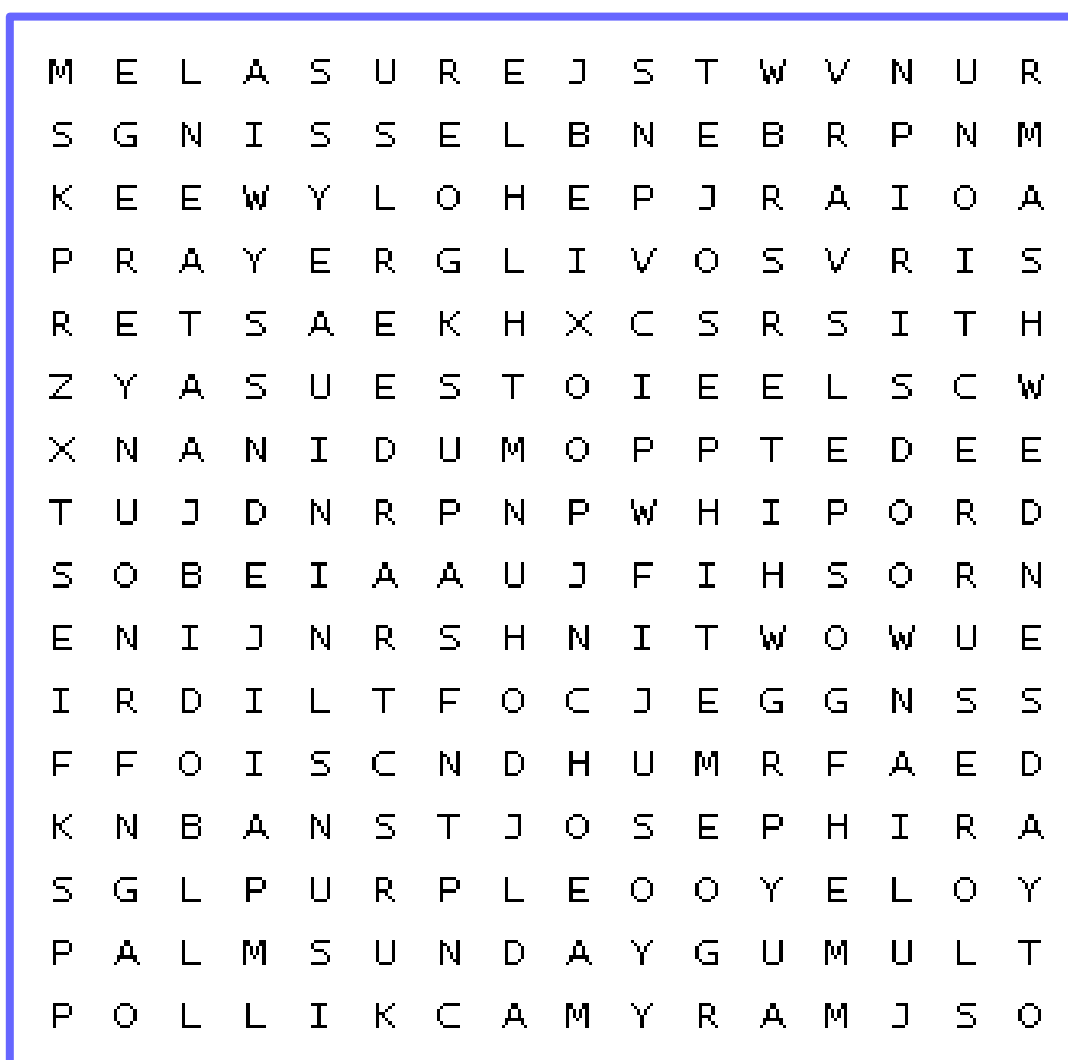 M E L A S U R E J S T W V N U R
S G N I S S E L B N E B R P N M
K E E W Y L O H E P J R A I O A
P R A Y E R G L I V O S V R I S
R E T S A E K H X C S R S I T H
Z Y A S U E S T O I E E L S C W
X N A N I D U M O P P T E D E E
T U J D N R P N P W H I P O R D
S O B E I A A U J F I H S O R N
E N I J N R S H N I T W O W U E
I R D I L T F O C J E G G N S S
F F O I S C N D H U M R F A E D
K N B A N S T J O S E P H I R A
S G L P U R P L E O O Y E L O Y
P A L M S U N D A Y G U M U L T
P O L L I K C A M Y R A M J S O